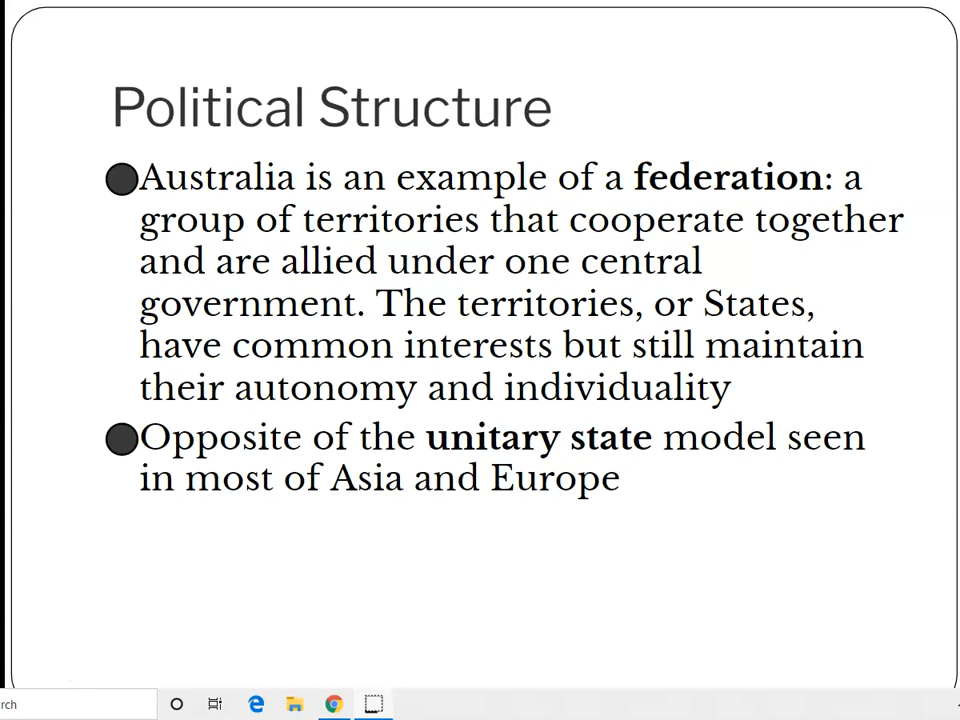 Political Structure
Australia is an example of a federation: a
group of territories that cooperate together
and are allied under one central
government. The territories, or States,
have common interests but still maintain
their autonomy and individuality
Opposite of the unitary state model seen
in most of Asia and Europe
rch